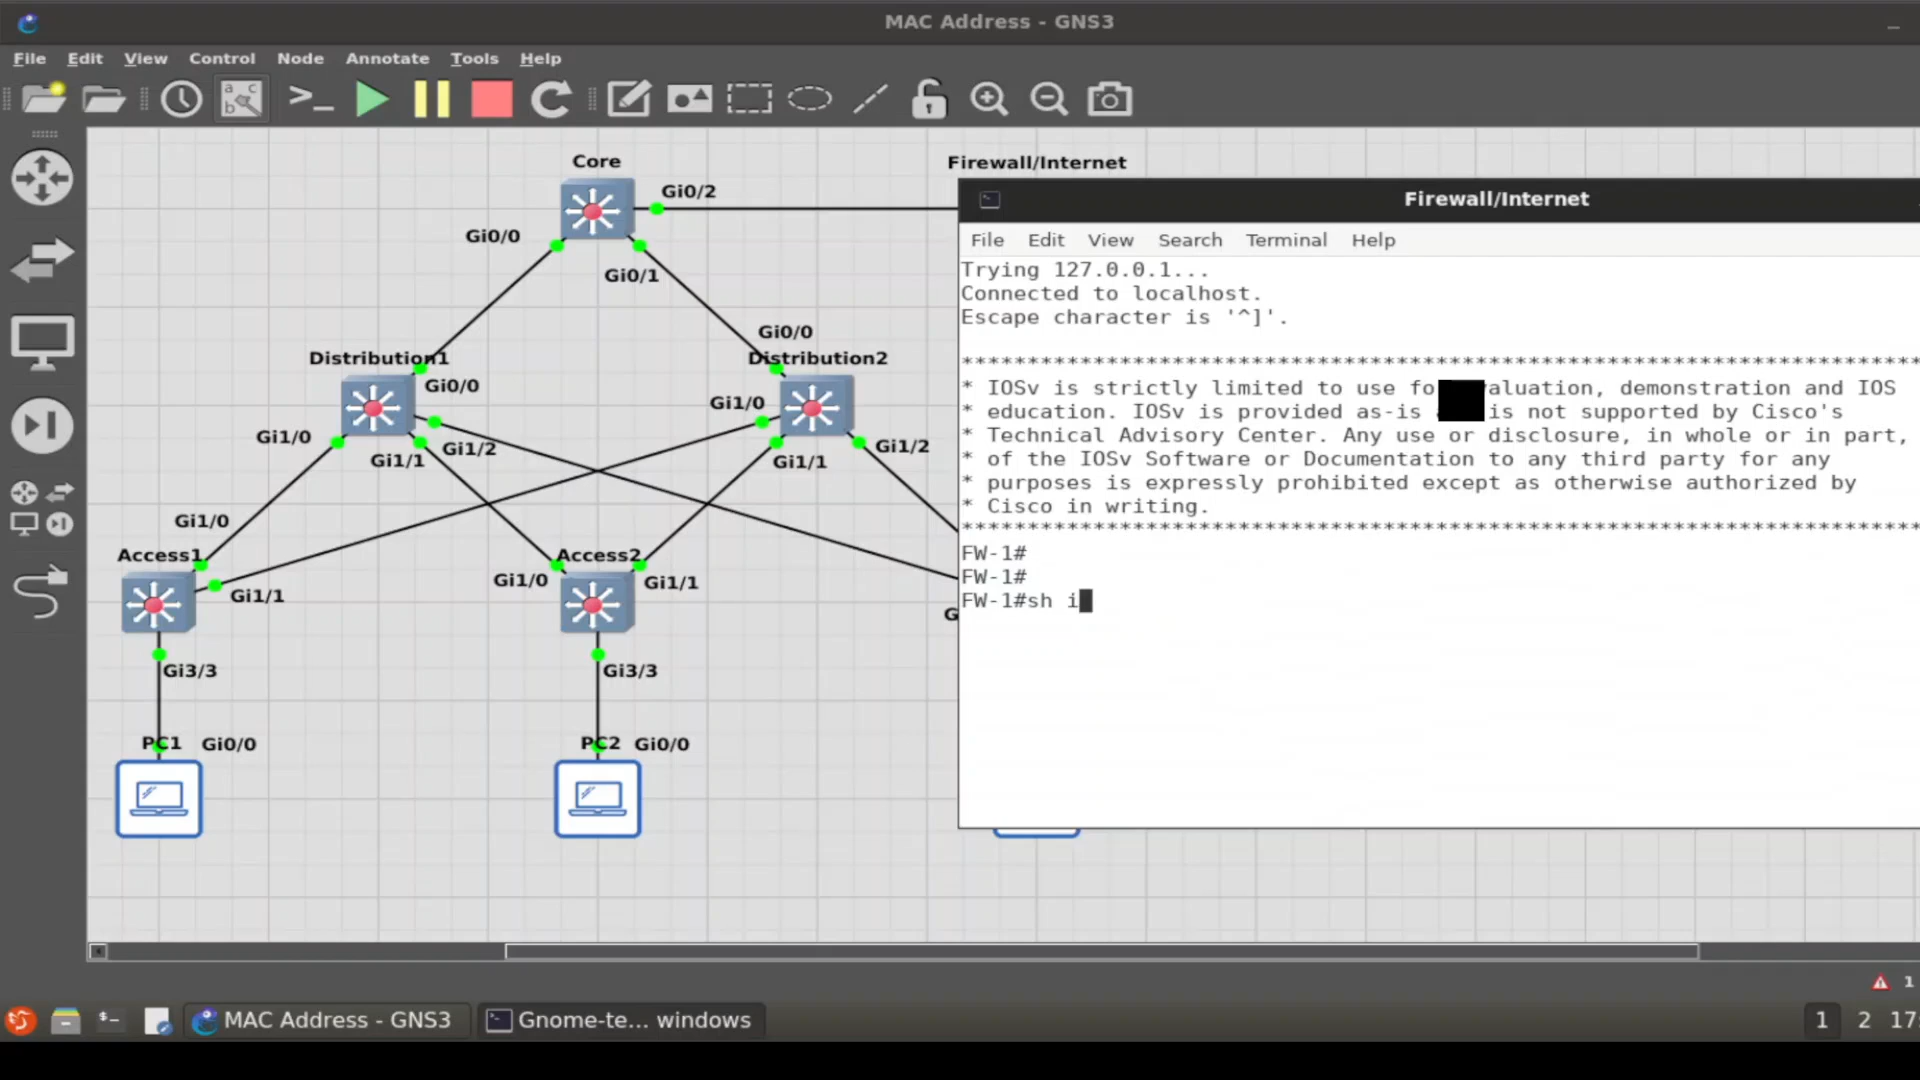 MAC Address - GNS3
File Edit View Control Node Annotate Tools Help
Core
Firewall/Internet
Gi0/2
Gi0/0
Gi0/1
Gi0/0
Distribution1
Distribution2
Gi0/0
Gi1/0
Gi1/0
Gi1/1
Gi1/2
Gi1/1
Gi1/2
Gi1/0
Access1
Access2
Gi1/0
Gi1/1
Gi1/1
Gi3/3
Gi3/3
PC1 Gi0/0
PC2 Gi0/0
Firewall/Internet
File Edit View Search Terminal Help
Trying 127.0.0.1...
Connected to localhost.
Escape character is '^]'.
* IOSv is strictly limited to use demonstration and IOS
* education. IOSv is provided as-is is not supported by Cisco's
* Technical Advisory Center. Any use or disclosure, in whole or in part,
* of the IOSv Software or Documentation to any third party for any
* purposes is expressly prohibited except as otherwise authorized by
* Cisco in writing.
FW-1#
FW-1#
FW-1#sh i
1
MAC Address - GNS3
Gnome-te... windows
1 2